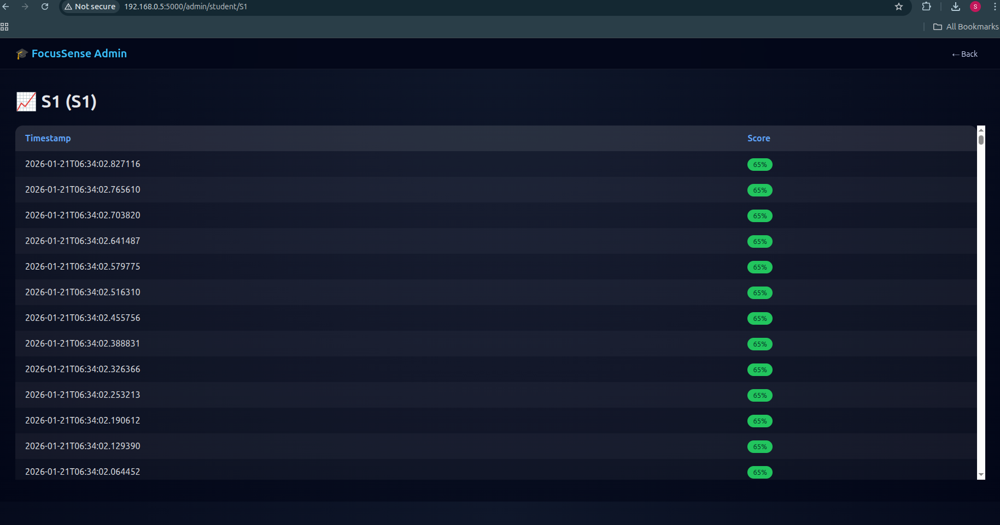 Not secure 192.168.0.5:5000/admin/student/S1 S
All Bookmarks
FocusSense Admin ← Back
S1 (S1)
Timestamp Score
2026-01-21T06:34:02.827116 65%
2026-01-21T06:34:02.765610 65%
2026-01-21T06:34:02.703820 65%
2026-01-21T06:34:02.641487 65%
2026-01-21T06:34:02.579775 65%
2026-01-21T06:34:02.516310 65%
2026-01-21T06:34:02.455756 65%
2026-01-21T06:34:02.388831 65%
2026-01-21T06:34:02.326366 65%
2026-01-21T06:34:02.253213 65%
2026-01-21T06:34:02.190612 65%
2026-01-21T06:34:02.129390 65%
2026-01-21T06:34:02.064452 65%